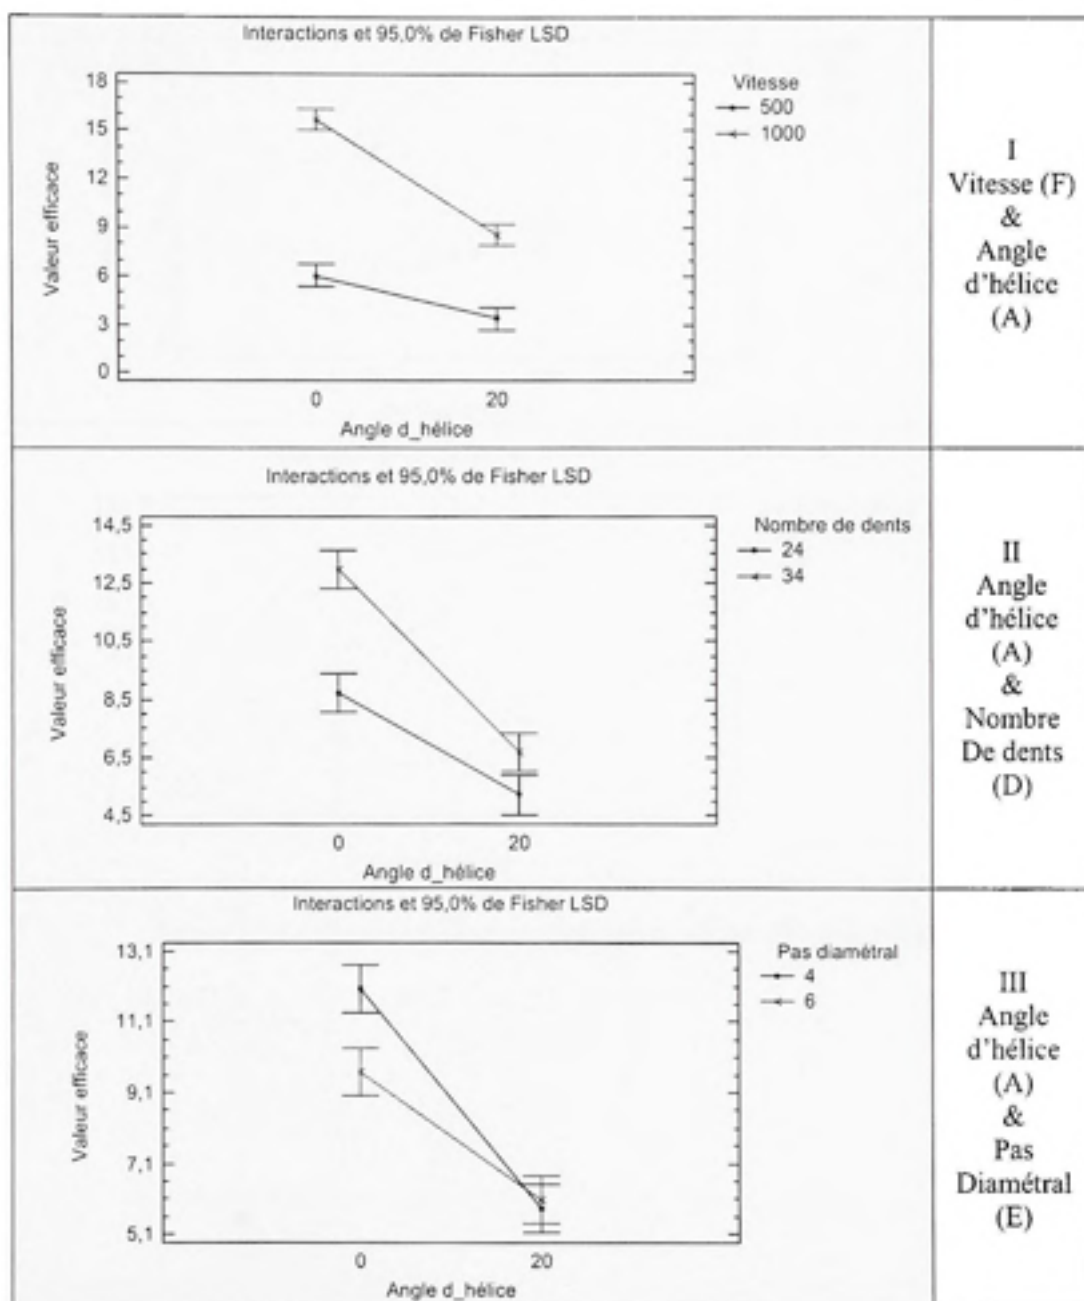 Interactions et 95,0% de Fisher LSD
Vitesse
500
1000
18
15
12
9
6
3
0
Valeur efficace
0 20
Angle d_hélice
I
Vitesse (F)
&
Angle
d'hélice
(A)
Interactions et 95,0% de Fisher LSD
Nombre de dents
24
34
14,5
12,5
10,5
8,5
6,5
4,5
Valeur efficace
0 20
Angle d_hélice
II
Angle
d'hélice
(A)
&
Nombre
De dents
(D)
Interactions et 95,0% de Fisher LSD
Pas diamétral
4
6
13,1
11,1
9,1
7,1
5,1
Valeur efficace
0 20
Angle d_hélice
III
Angle
d'hélice
(A)
&
Pas
Diamétral
(E)